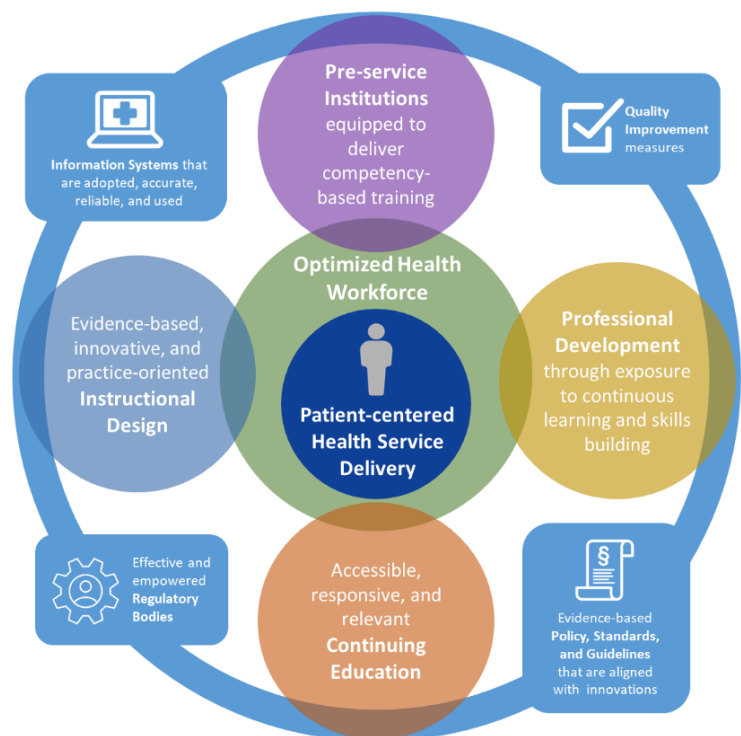 Pre-service
Institutions
equipped to
deliver
competency-
based training
Information Systems that
are adopted, accurate,
reliable, and used
Quality
Improvement
measures
Optimized Health
Workforce
Evidence-based,
innovative, and
practice-oriented
Instructional
Design
Patient-centered
Health Service
Delivery
Professional
Development
through exposure
to continuous
learning and skills
building
Effective and
empowered
Regulatory
Bodies
Accessible,
responsive, and
relevant
Continuing
Education
§
Evidence-based
Policy, Standards,
and Guidelines
that are aligned
with innovations